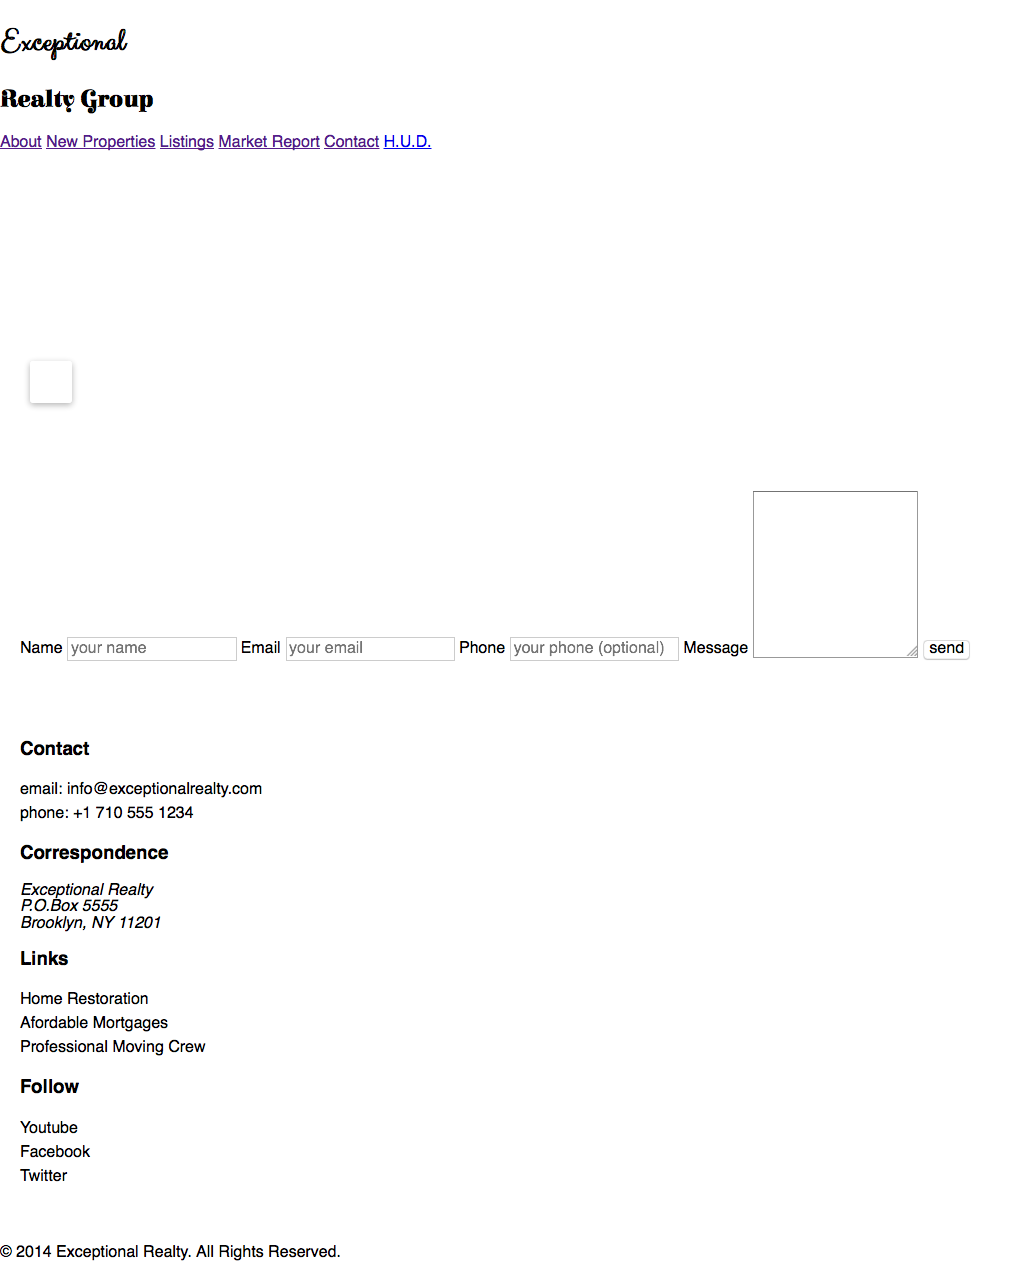 Exceptional
Realty Group
About New Properties Listings Market Report Contact H.U.D.
Name your name Email your email Phone your phone (optional) Message send
Contact
email: info@exceptionalrealty.com
phone: +1 710 555 1234
Correspondence
Exceptional Realty
P.O.Box 5555
Brooklyn, NY 11201
Links
Home Restoration
Afordable Mortgages
Professional Moving Crew
Follow
Youtube
Facebook
Twitter
© 2014 Exceptional Realty. All Rights Reserved.